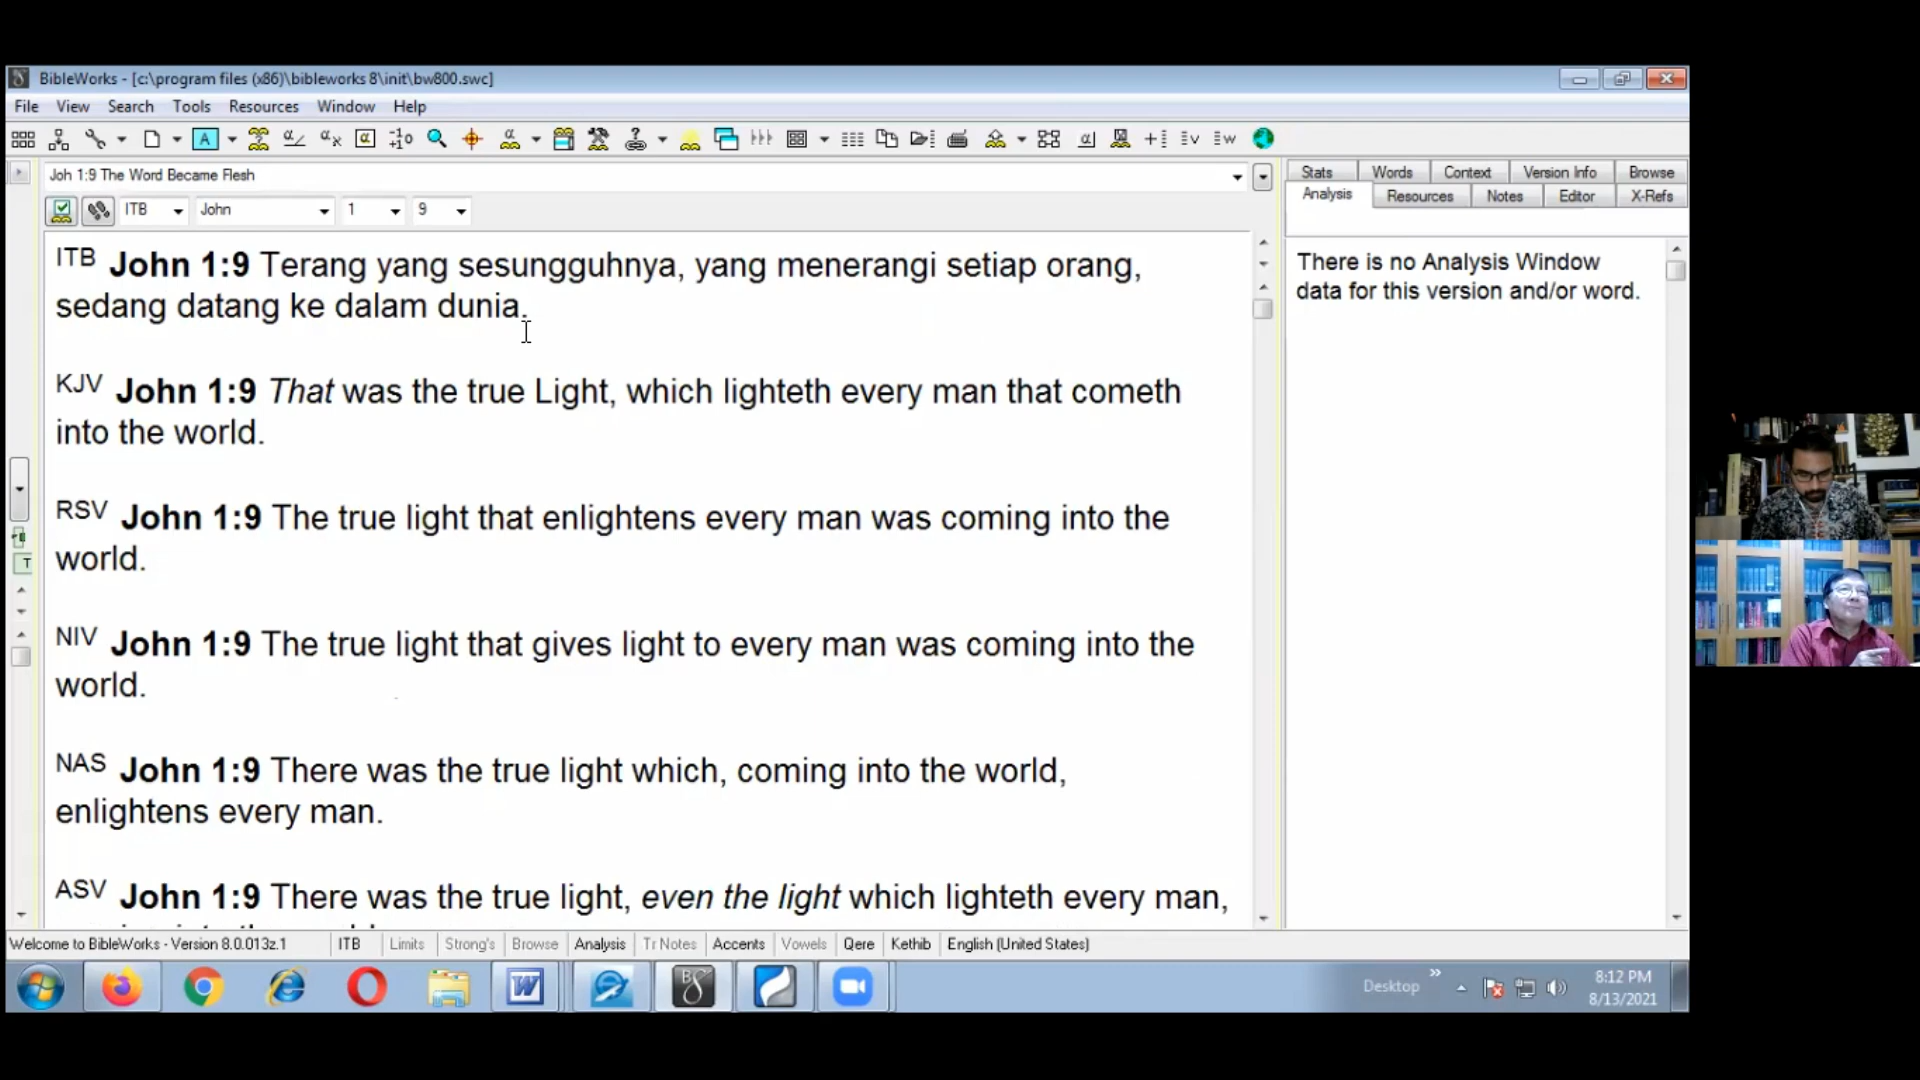 BibleWorks - [c:\program files (x86)\bibleworks 8\init\bw800.swc]
File View Search Tools Resources Window Help
Joh 1:9 The Word Became Flesh
ITB John 1 9
ITB John 1:9 Terang yang sesungguhnya, yang menerangi setiap orang,
sedang datang ke dalam dunia.
KJV John 1:9 That was the true Light, which lighteth every man that cometh
into the world.
RSV John 1:9 The true light that enlightens every man was coming into the
world.
NIV John 1:9 The true light that gives light to every man was coming into the
world.
NAS John 1:9 There was the true light which, coming into the world,
enlightens every man.
ASV John 1:9 There was the true light, even the light which lighteth every man,
Stats Words Context Version Info Browse
Analysis Resources Notes Editor X-Refs
There is no Analysis Window
data for this version and/or word.
Welcome to BibleWorks - Version 8.0.013z.1 ITB Limits Strong's Browse Analysis Tr Notes Accents Vowels Qere Kethib English (United States)
Desktop
8:12 PM
8/13/2021